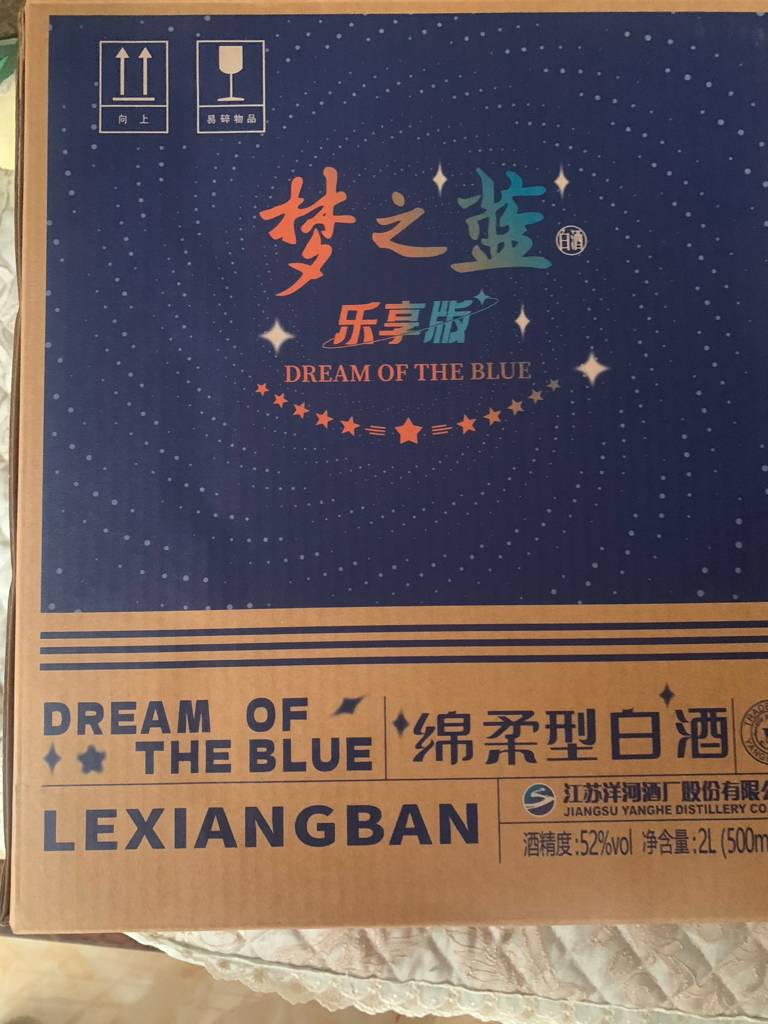 向上
易碎物品
梦之蓝
白酒
乐享版
DREAM OF THE BLUE
DREAM OF
THE BLUE
绵柔型白酒
LEXIANGBAN
江苏洋河酒厂股份有限
JIANGSU YANGHE DISTILLERY CO
酒精度:52%vol 净含量:2L (500m